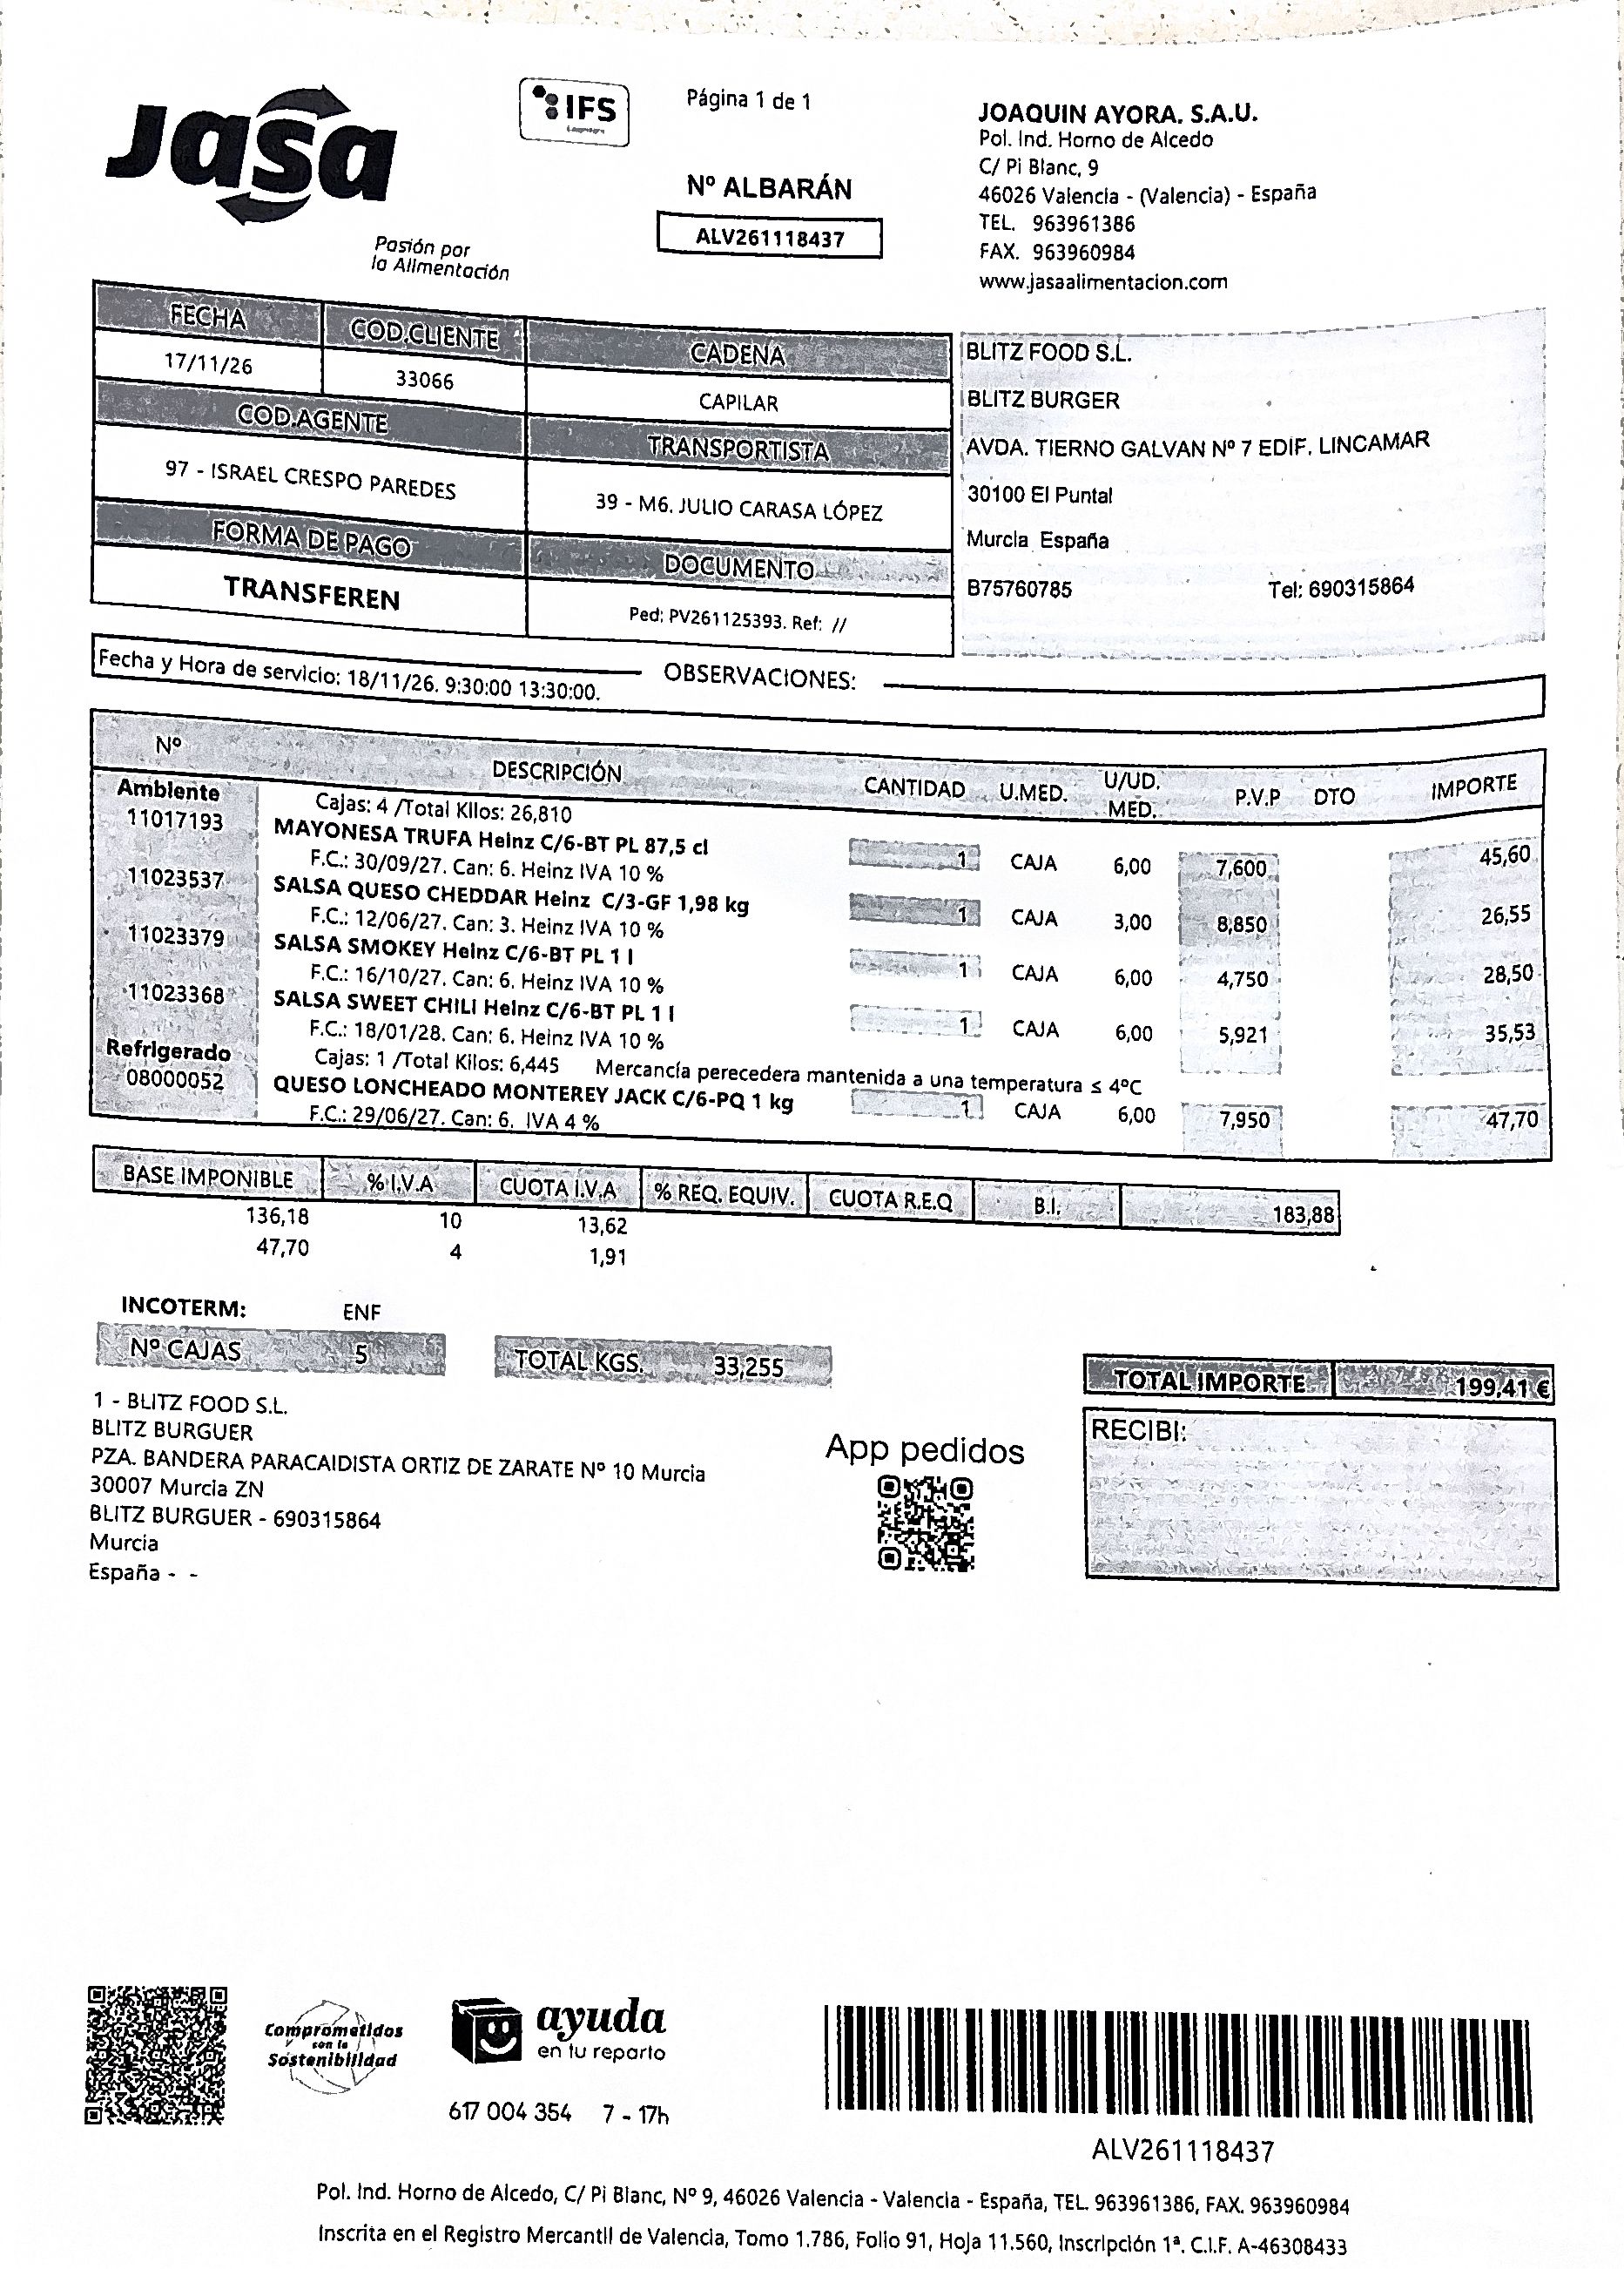 Jasa
Pasión por
la Alimentación
IFS
Página 1 de 1
Nº ALBARÁN
ALV261118437
JOAQUIN AYORA. S.A.U.
Pol. Ind. Horno de Alcedo
C/ Pi Blanc, 9
46026 Valencia - (Valencia) - España
TEL. 963961386
FAX. 963960984
www.jasaalimentacion.com
FECHA COD.CLIENTE CADENA
17/11/26 33066 CAPILAR
COD.AGENTE TRANSPORTISTA
97 - ISRAEL CRESPO PAREDES 39 - M6. JULIO CARASA LÓPEZ
FORMA DE PAGO DOCUMENTO
TRANSFEREN Ped: PV261125393. Ref: //
BLITZ FOOD S.L.
BLITZ BURGER
AVDA. TIERNO GALVAN Nº 7 EDIF. LINCAMAR
30100 El Puntal
Murcia España
B75760785 Tel: 690315864
OBSERVACIONES:
Fecha y Hora de servicio: 18/11/26. 9:30:00 13:30:00.
Nº DESCRIPCIÓN CANTIDAD U.MED. U/UD. MED. P.V.P DTO IMPORTE
Ambiente Cajas: 4 /Total Kilos: 26,810
11017193 MAYONESA TRUFA Heinz C/6-BT PL 87,5 cl 1 CAJA 6,00 7,600 45,60
F.C.: 30/09/27. Can: 6. Heinz IVA 10 %
11023537 SALSA QUESO CHEDDAR Heinz C/3-GF 1,98 kg 1 CAJA 3,00 8,850 26,55
F.C.: 12/06/27. Can: 3. Heinz IVA 10 %
11023379 SALSA SMOKEY Heinz C/6-BT PL 1 l 1 CAJA 6,00 4,750 28,50
F.C.: 16/10/27. Can: 6. Heinz IVA 10 %
11023368 SALSA SWEET CHILI Heinz C/6-BT PL 1 l 1 CAJA 6,00 5,921 35,53
F.C.: 18/01/28. Can: 6. Heinz IVA 10 %
Refrigerado Cajas: 1 /Total Kilos: 6,445 Mercancía perecedera mantenida a una temperatura ≤ 4ºC
08000052 QUESO LONCHEADO MONTEREY JACK C/6-PQ 1 kg 1 CAJA 6,00 7,950 47,70
F.C.: 29/06/27. Can: 6. IVA 4 %
BASE IMPONIBLE % I.V.A CUOTA I.V.A % REQ. EQUIV. CUOTA R.E.Q B.I. 183,88
136,18 10 13,62
47,70 4 1,91
INCOTERM: ENF
Nº CAJAS 5 TOTAL KGS. 33,255
TOTAL IMPORTE 199,41 €
1 - BLITZ FOOD S.L.
BLITZ BURGUER
PZA. BANDERA PARACAIDISTA ORTIZ DE ZARATE Nº 10 Murcia
30007 Murcia ZN
BLITZ BURGUER - 690315864
Murcia
España - -
App pedidos
RECIBI:
Comprometidos
con la
Sostenibilidad
ayuda
en tu reparto
617 004 354 7 - 17h
ALV261118437
Pol. Ind. Horno de Alcedo, C/ Pi Blanc, Nº 9, 46026 Valencia - Valencia - España, TEL. 963961386, FAX. 963960984
Inscrita en el Registro Mercantil de Valencia, Tomo 1.786, Folio 91, Hoja 11.560, Inscripción 1ª. C.I.F. A-46308433